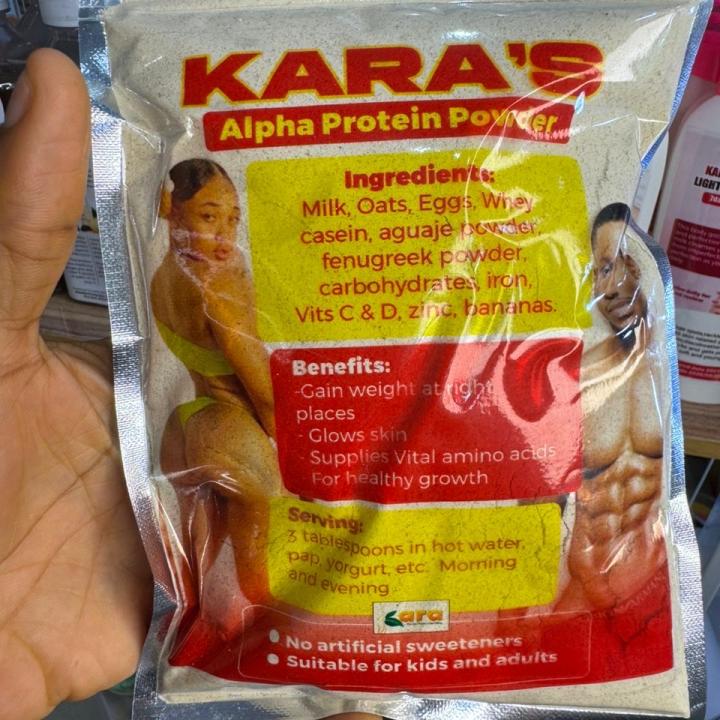 KARA'S
Alpha Protein Powder
Ingredients:
Milk, Oats, Eggs, Whey
casein, aguaje powder,
fenugreek powder,
carbohydrates, iron,
Vits C & D, zinc, bananas.
Benefits:
-Gain weight at right
places
- Glows skin
- Supplies Vital amino acids
For healthy growth
Serving:
3 tablespoons in hot water,
pap, yorgurt, etc. Morning
and evening
Kara
No artificial sweeteners
Suitable for kids and adults
LIGHT